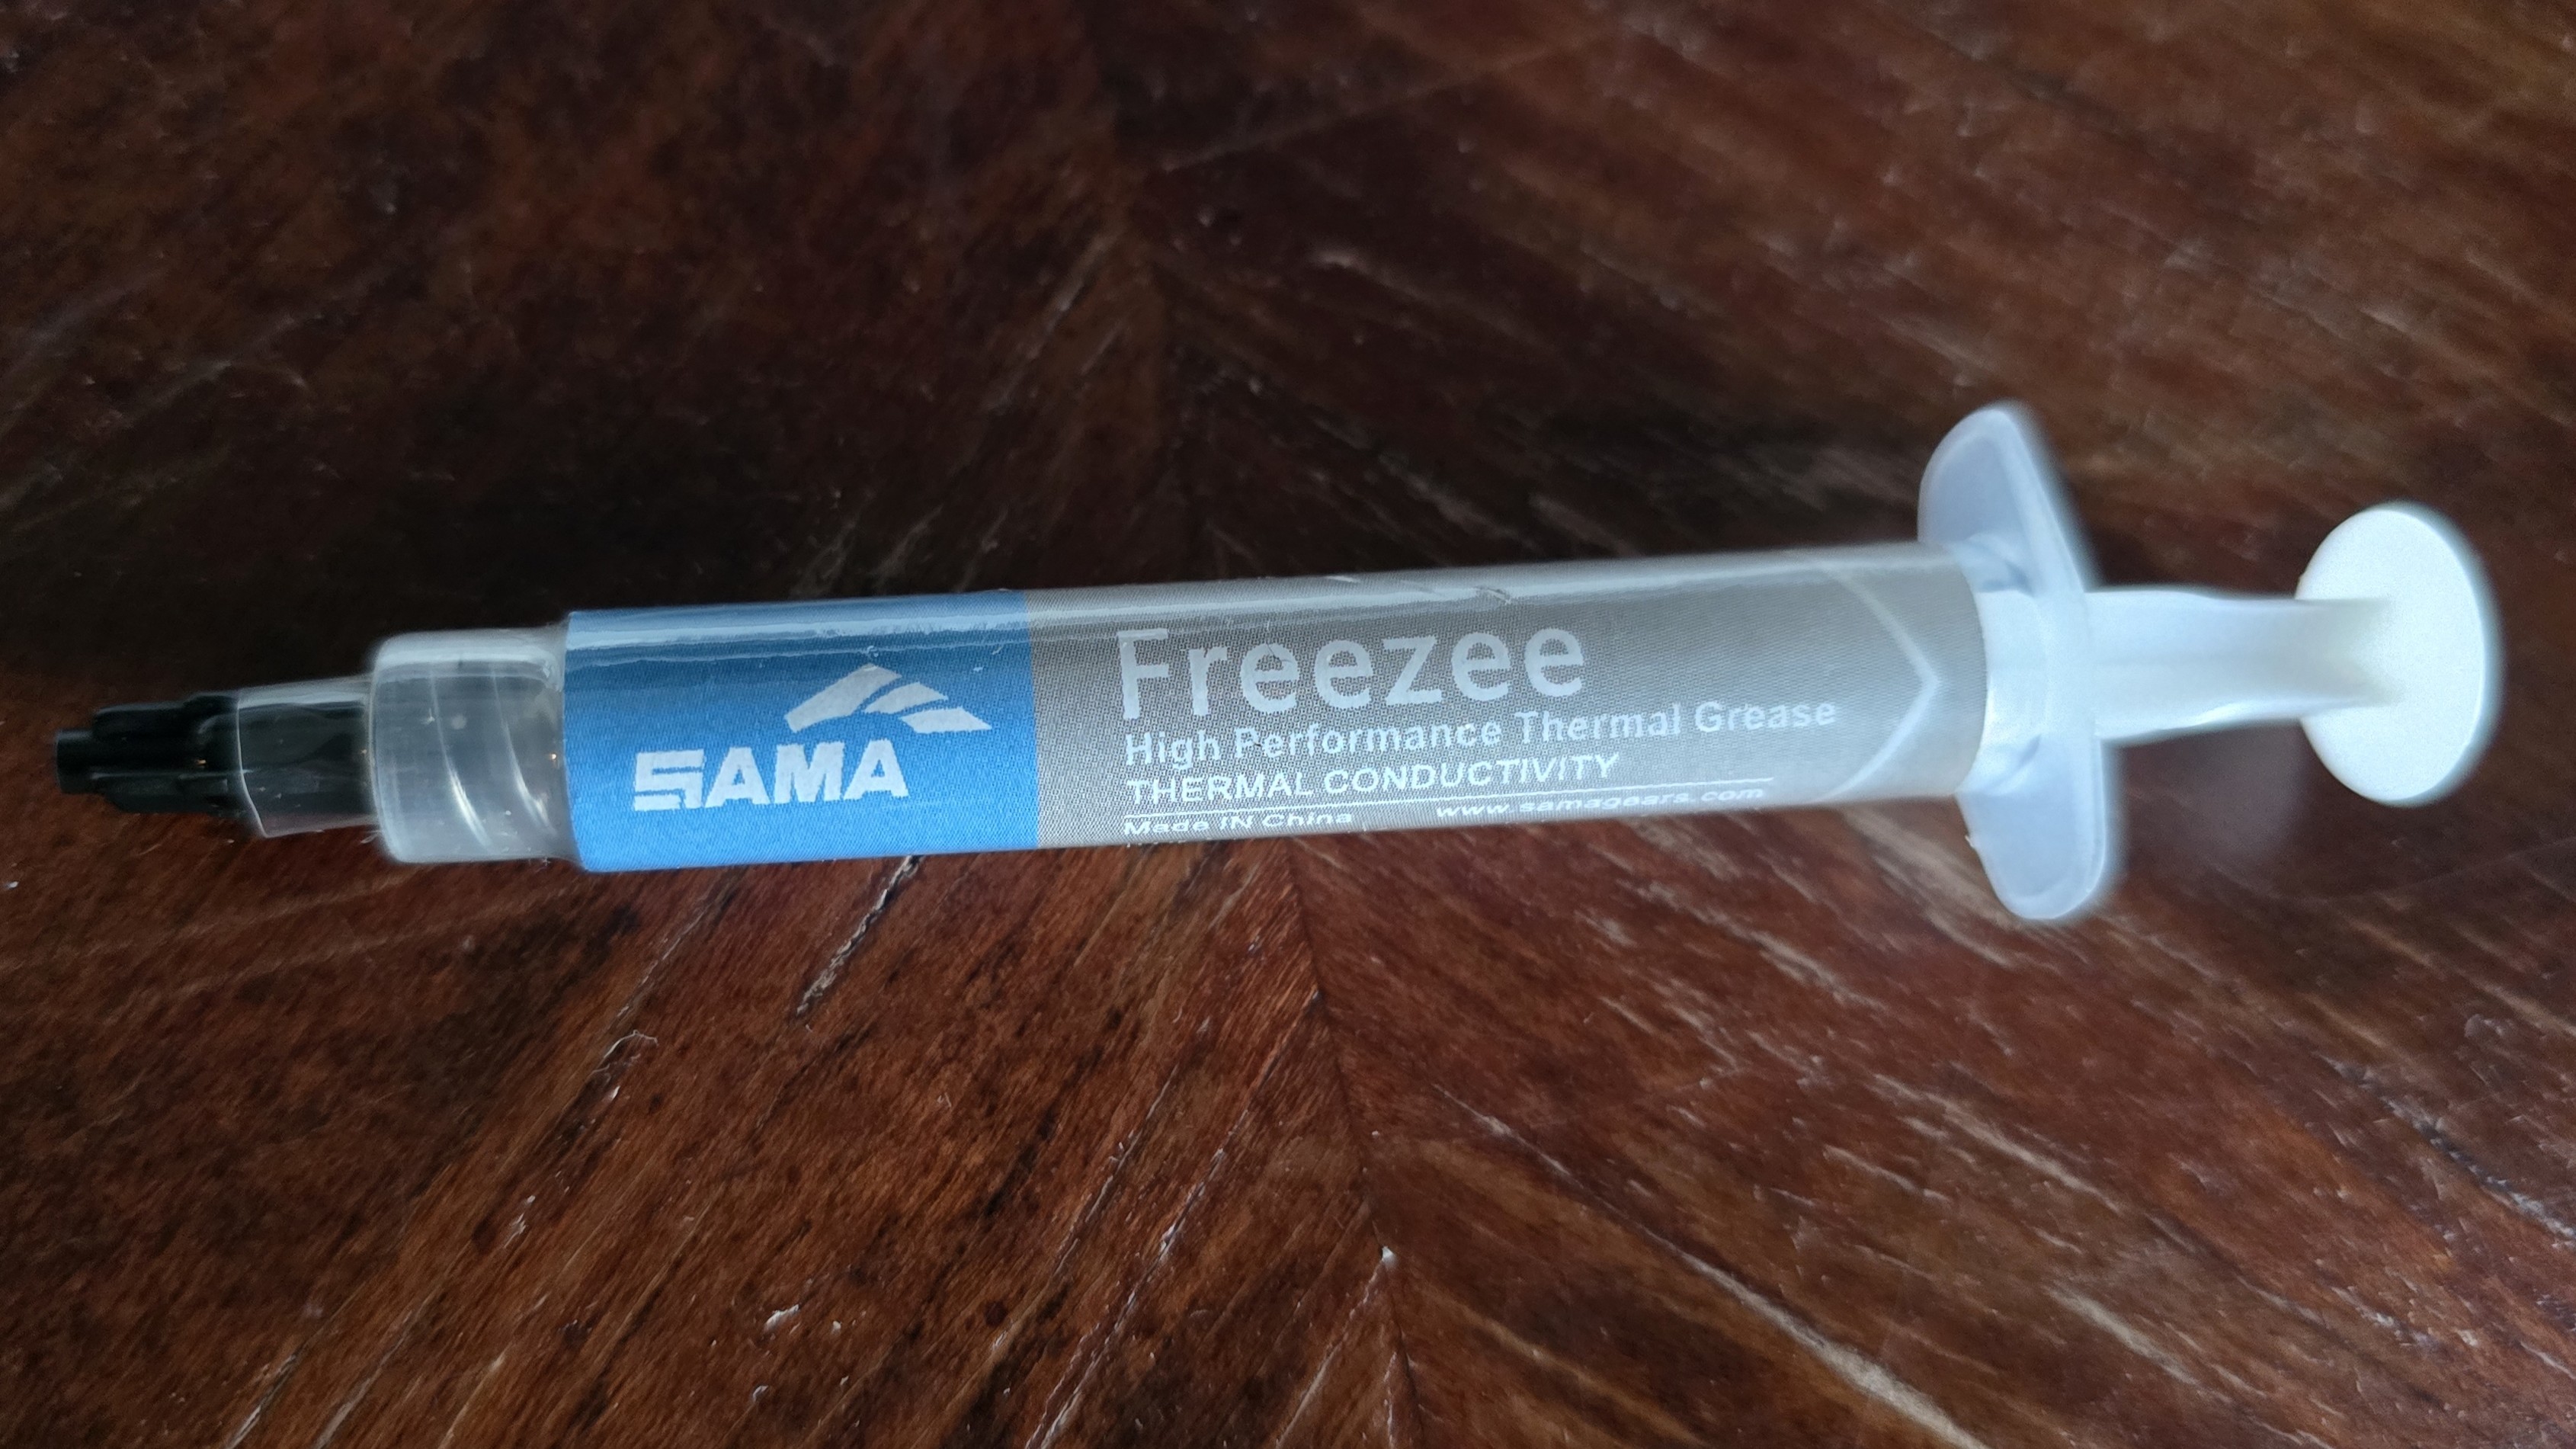 SAMA
Freezee
High Performance Thermal Grease
THERMAL CONDUCTIVITY
Made IN China www.samagears.com